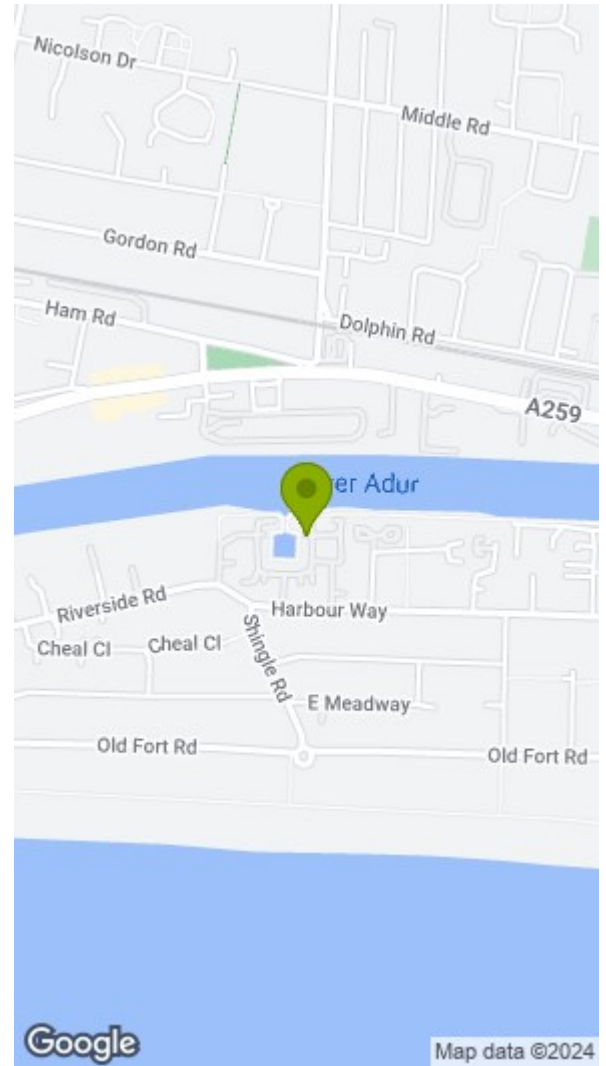 Nicolson Dr
Middle Rd
Gordon Rd
Ham Rd
Dolphin Rd
A259
Adur
Riverside Rd
Harbour Way
Cheal Cl
Cheal Cl
Shingle Rd
E Meadway
Old Fort Rd
Old Fort Rd
Google
Map data ©2024